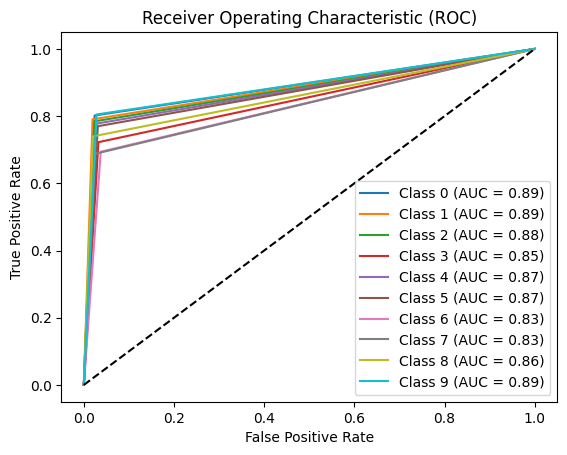 Receiver Operating Characteristic (ROC)
1.0
0.8
0.6
0.4
0.2
0.0
True Positive Rate
Class 0 (AUC = 0.89)
Class 1 (AUC = 0.89)
Class 2 (AUC = 0.88)
Class 3 (AUC = 0.85)
Class 4 (AUC = 0.87)
Class 5 (AUC = 0.87)
Class 6 (AUC = 0.83)
Class 7 (AUC = 0.83)
Class 8 (AUC = 0.86)
Class 9 (AUC = 0.89)
0.0 0.2 0.4 0.6 0.8 1.0
False Positive Rate